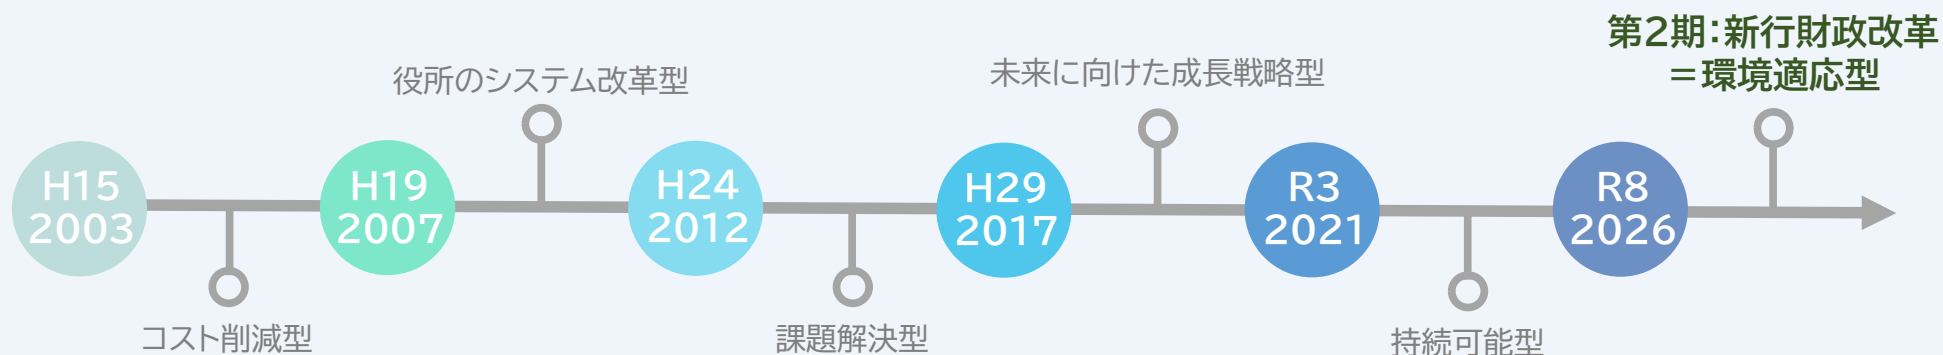 第2期：新行財政改革
＝環境適応型
役所のシステム改革型
未来に向けた成長戦略型
H15
2003
H19
2007
H24
2012
H29
2017
R3
2021
R8
2026
コスト削減型
課題解決型
持続可能型